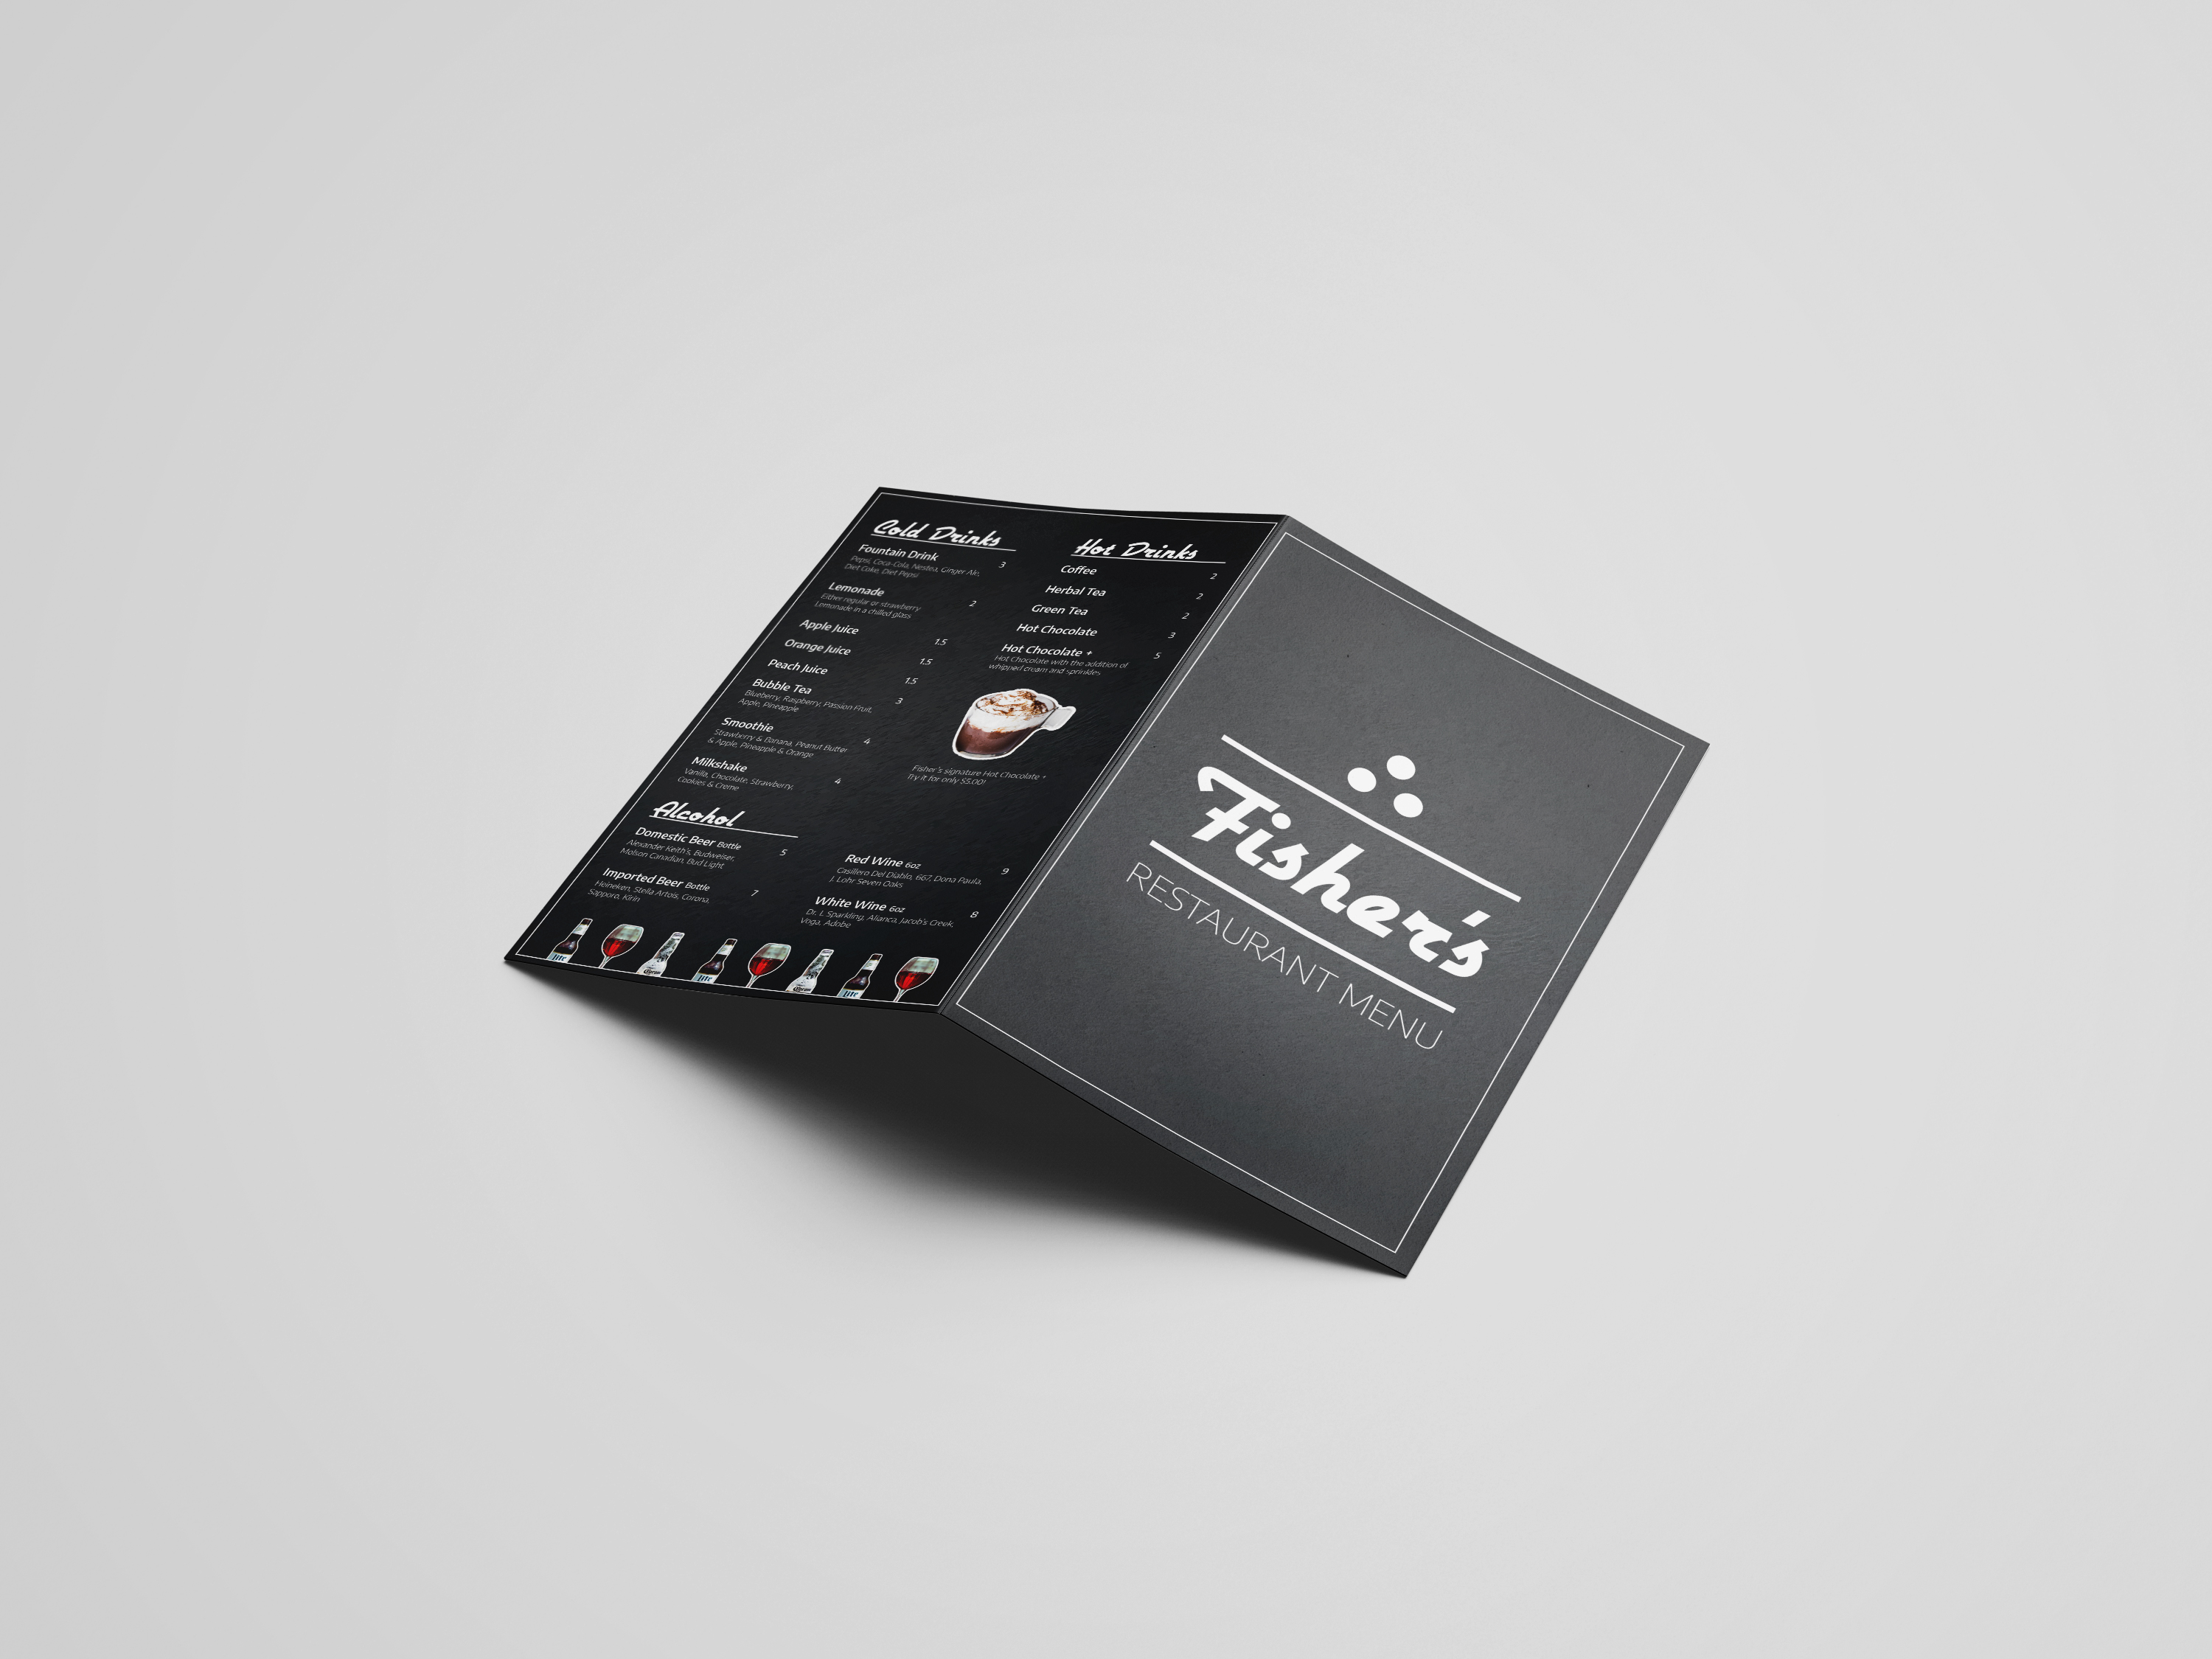 Cold Drinks
Fountain Drink 3
Pepsi, Coca-Cola, Nestea, Ginger Ale,
Diet Coke, Diet Pepsi
Lemonade 2
Either regular or strawberry
Lemonade in a chilled glass
Apple Juice 1.5
Orange Juice 1.5
Peach Juice 1.5
Bubble Tea 3
Blueberry, Raspberry, Passion Fruit,
Apple, Pineapple
Smoothie 4
Strawberry & Banana, Peanut Butter
& Apple, Pineapple & Orange
Milkshake 4
Vanilla, Chocolate, Strawberry,
Cookies & Creme
Hot Drinks
Coffee 2
Herbal Tea 2
Green Tea 2
Hot Chocolate 3
Hot Chocolate + 5
Hot Chocolate with the addition of
whipped cream and sprinkles
Fisher's signature Hot Chocolate +
Try it for only $5.00!
Alcohol
Domestic Beer Bottle 5
Alexander Keith's, Budweiser,
Molson Canadian, Bud Light
Imported Beer Bottle 7
Heineken, Stella Artois, Corona,
Sapporo, Kirin
Red Wine 6oz 9
Casillero Del Diablo, 667, Dona Paula,
J. Lohr Seven Oaks
White Wine 6oz 8
Dr. L Sparkling, Alianca, Jacob's Creek,
Voga, Adobe
Lite
Corona
Lite
Corona
Lite
Fisher's
RESTAURANT MENU